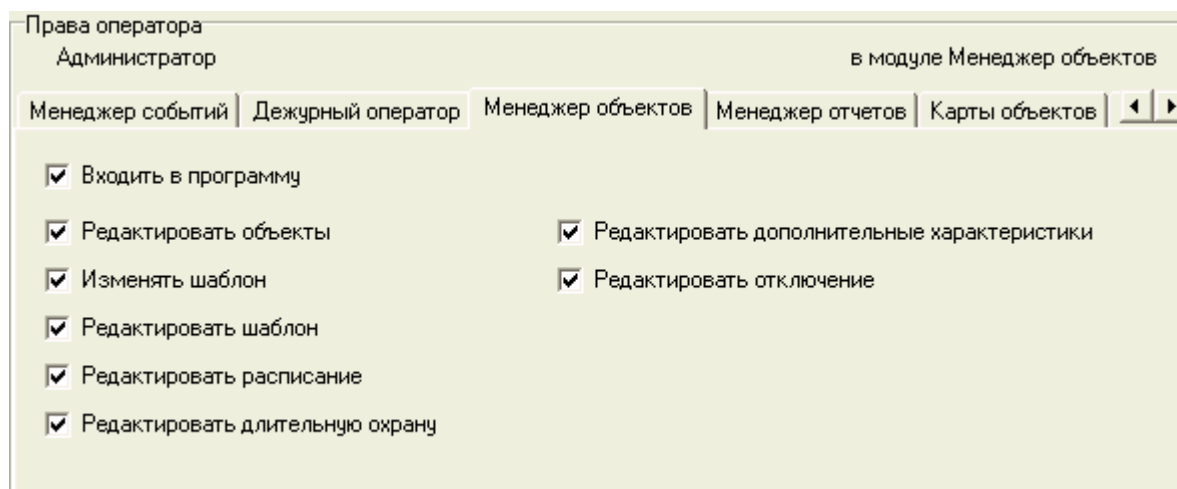 Права оператора
Администратор в модуле Менеджер объектов
Менеджер событий Дежурный оператор Менеджер объектов Менеджер отчетов Карты объектов
Входить в программу
Редактировать объекты Редактировать дополнительные характеристики
Изменять шаблон Редактировать отключение
Редактировать шаблон
Редактировать расписание
Редактировать длительную охрану